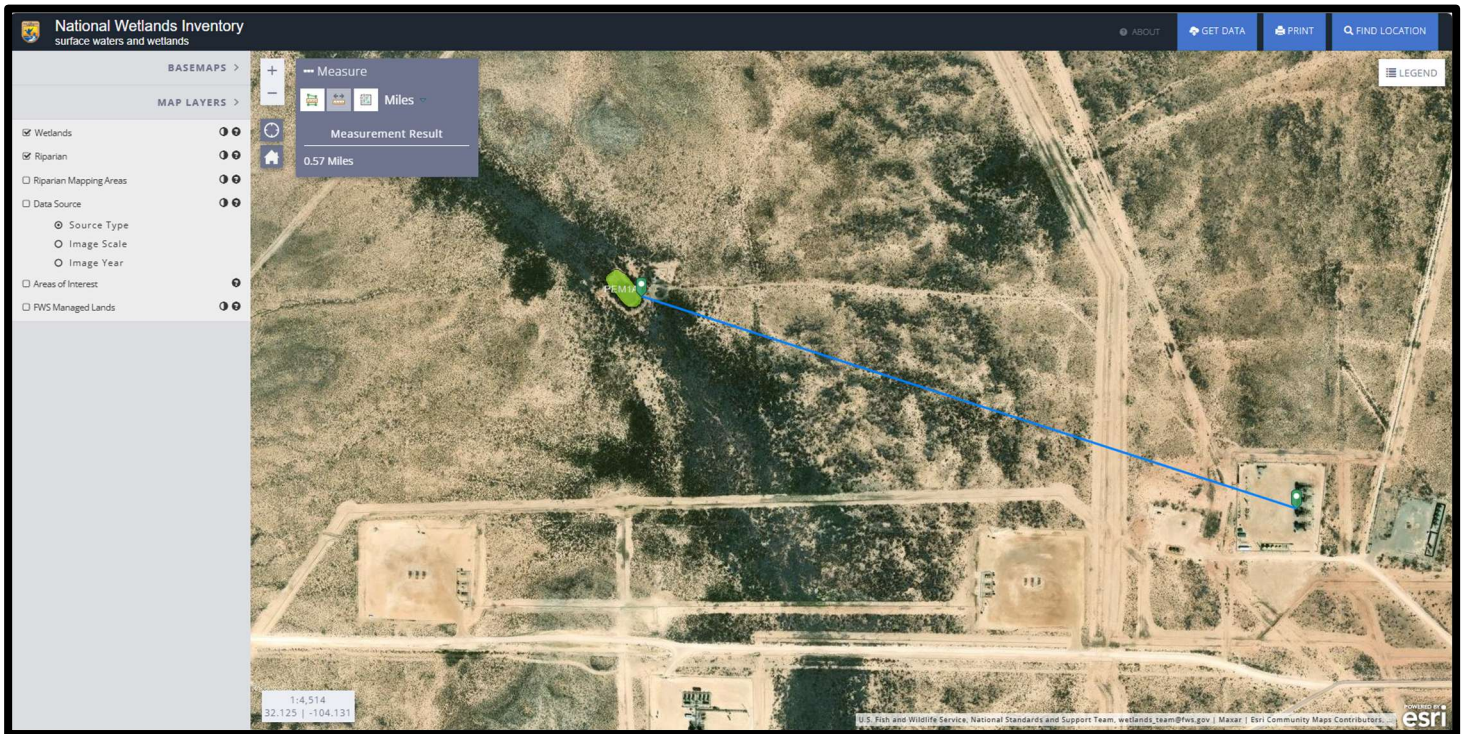 National Wetlands Inventory
surface waters and wetlands
ABOUT
GET DATA
PRINT
FIND LOCATION
BASEMAPS >
MAP LAYERS >
Wetlands
Riparian
Riparian Mapping Areas
Data Source
Source Type
Image Scale
Image Year
Areas of Interest
FWS Managed Lands
+
−
Measure
Miles
Measurement Result
0.57 Miles
LEGEND
PEM1A
1:4,514
32.125 | -104.131
U.S. Fish and Wildlife Service, National Standards and Support Team, wetlands_team@fws.gov | Maxar | Esri Community Maps Contributors, ...
POWERED BY
esri